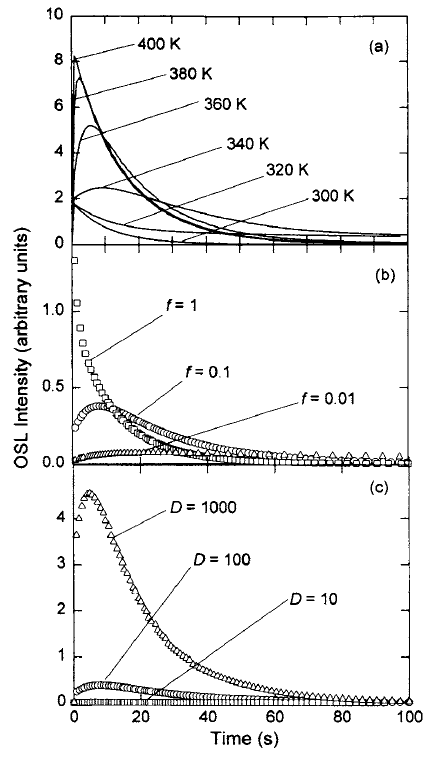 10
(a)
400 K
8
380 K
6
360 K
4
340 K
320 K
2
300 K
0
OSL Intensity (arbitrary units)
(b)
1.0
f = 1
f = 0.1
0.5
f = 0.01
0.0
(c)
4
D = 1000
3
D = 100
2
D = 10
1
0
0 20 40 60 80 100
Time (s)